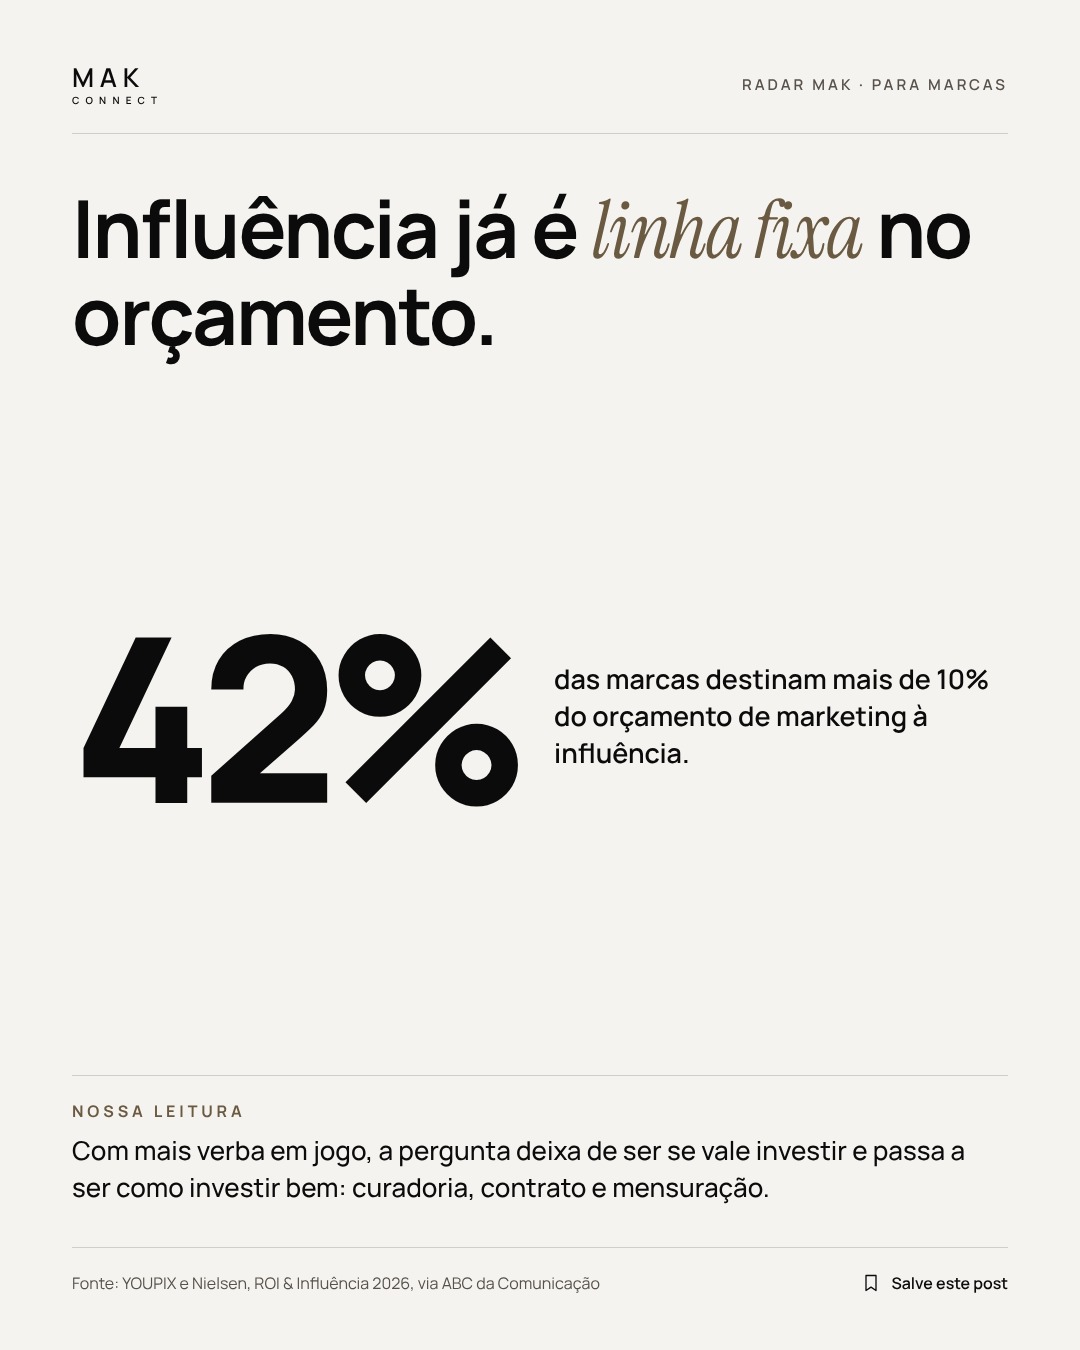 MAK
CONNECT
RADAR MAK · PARA MARCAS
Influência já é linha fixa no
orçamento.
42%
das marcas destinam mais de 10%
do orçamento de marketing à
influência.
NOSSA LEITURA
Com mais verba em jogo, a pergunta deixa de ser se vale investir e passa a
ser como investir bem: curadoria, contrato e mensuração.
Fonte: YOUPIX e Nielsen, ROI & Influência 2026, via ABC da Comunicação
Salve este post